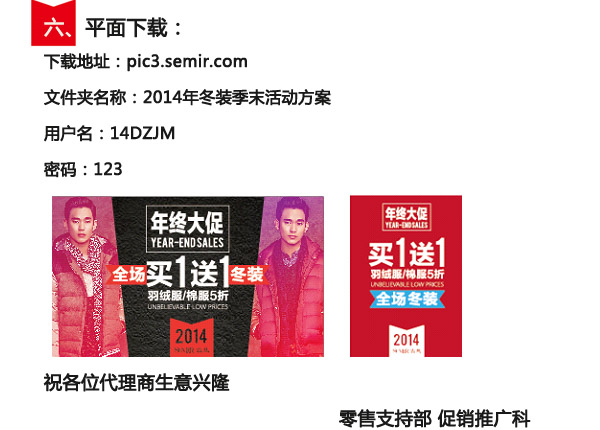 六、平面下载：
下载地址：pic3.semir.com
文件夹名称：2014年冬装季末活动方案
用户名：14DZJM
密码：123
年终大促
YEAR-END SALES
全场买1送1冬装
羽绒服/棉服5折
UNBELIEVABLE LOW PRICES
2014
年终大促
YEAR-END SALES
买1送1
羽绒服/棉服5折
UNBELIEVABLE LOW PRICES
全场冬装
2014
祝各位代理商生意兴隆
零售支持部 促销推广科